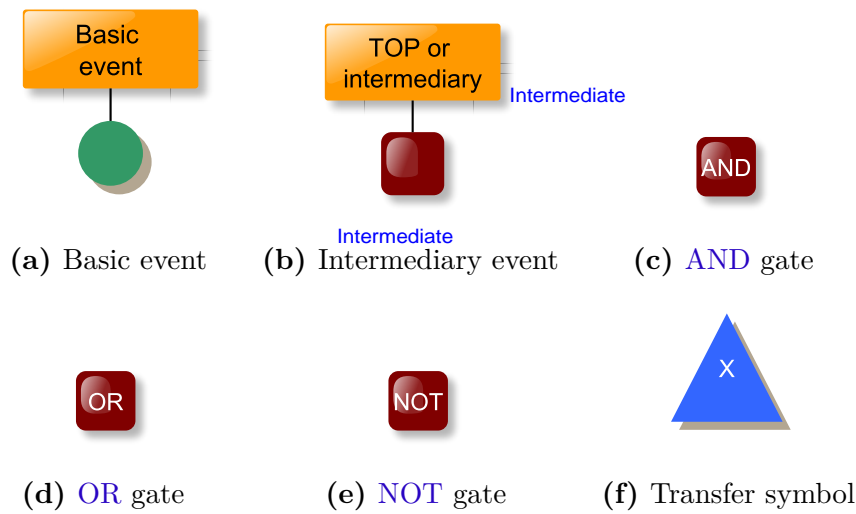 Basic
event
TOP or
intermediary
Intermediate
AND
Intermediate
(a) Basic event
(b) Intermediary event
(c) AND gate
OR
NOT
X
(d) OR gate
(e) NOT gate
(f) Transfer symbol